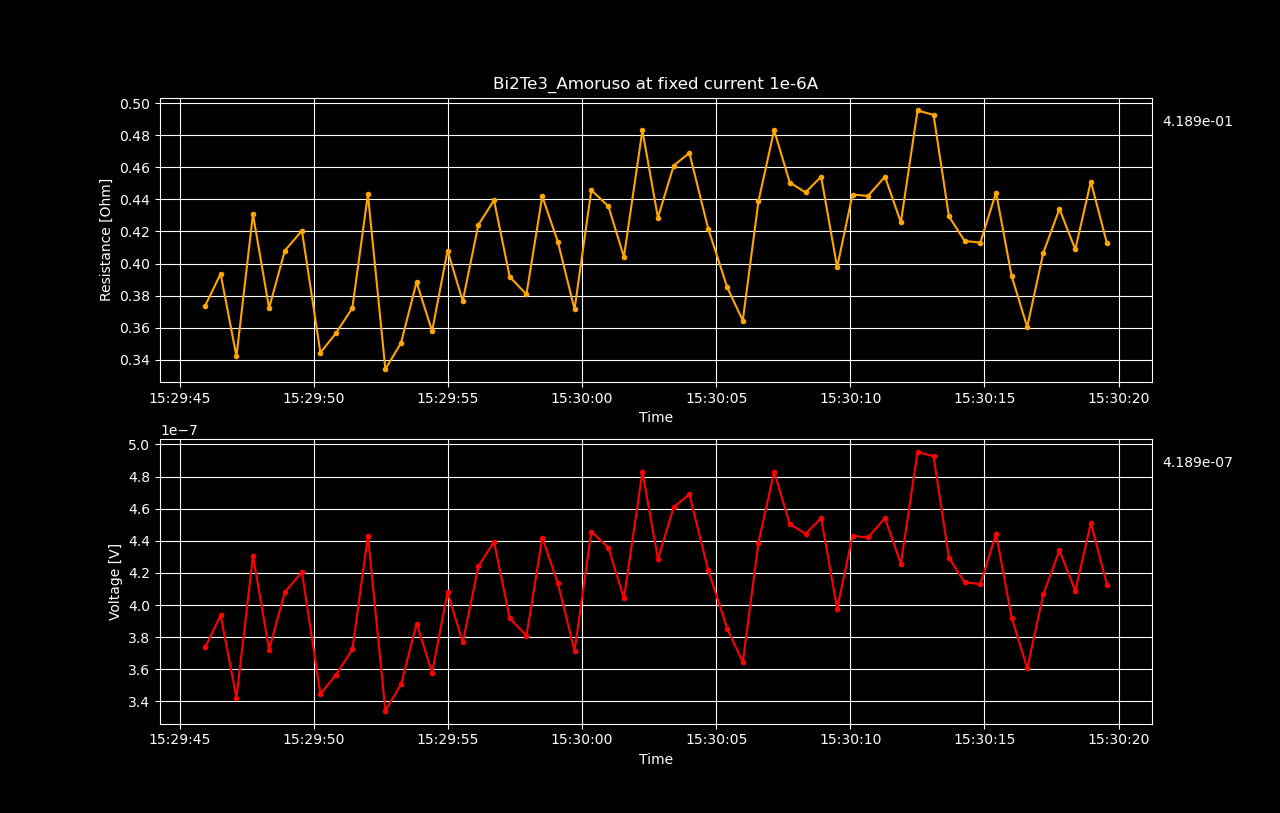 Bi2Te3_Amoruso at fixed current 1e-6A
4.189e-01
Resistance [Ohm]
0.50
0.48
0.46
0.44
0.42
0.40
0.38
0.36
0.34
15:29:45 15:29:50 15:29:55 15:30:00 15:30:05 15:30:10 15:30:15 15:30:20
Time
1e−7
4.189e-07
Voltage [V]
5.0
4.8
4.6
4.4
4.2
4.0
3.8
3.6
3.4
15:29:45 15:29:50 15:29:55 15:30:00 15:30:05 15:30:10 15:30:15 15:30:20
Time